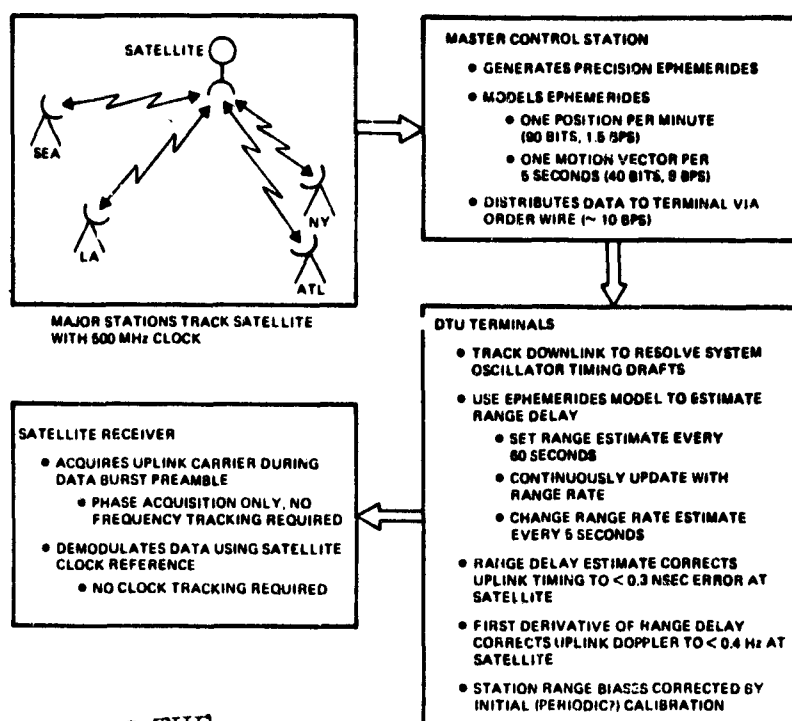 SATELLITE
SEA
LA
NY
ATL
MAJOR STATIONS TRACK SATELLITE
WITH 500 MHz CLOCK
MASTER CONTROL STATION
• GENERATES PRECISION EPHEMERIDES
• MODELS EPHEMERIDES
• ONE POSITION PER MINUTE
(90 BITS, 1.5 BPS)
• ONE MOTION VECTOR PER
5 SECONDS (40 BITS, 8 BPS)
• DISTRIBUTES DATA TO TERMINAL VIA
ORDER WIRE (~ 10 BPS)
DTU TERMINALS
• TRACK DOWNLINK TO RESOLVE SYSTEM
OSCILLATOR TIMING DRAFTS
• USE EPHEMERIDES MODEL TO ESTIMATE
RANGE DELAY
• SET RANGE ESTIMATE EVERY
60 SECONDS
• CONTINUOUSLY UPDATE WITH
RANGE RATE
• CHANGE RANGE RATE ESTIMATE
EVERY 5 SECONDS
• RANGE DELAY ESTIMATE CORRECTS
UPLINK TIMING TO < 0.3 NSEC ERROR AT
SATELLITE
• FIRST DERIVATIVE OF RANGE DELAY
CORRECTS UPLINK DOPPLER TO < 0.4 Hz AT
SATELLITE
• STATION RANGE BIASES CORRECTED BY
INITIAL (PERIODIC?) CALIBRATION
SATELLITE RECEIVER
• ACQUIRES UPLINK CARRIER DURING
DATA BURST PREAMBLE
• PHASE ACQUISITION ONLY, NO
FREQUENCY TRACKING REQUIRED
• DEMODULATES DATA USING SATELLITE
CLOCK REFERENCE
• NO CLOCK TRACKING REQUIRED